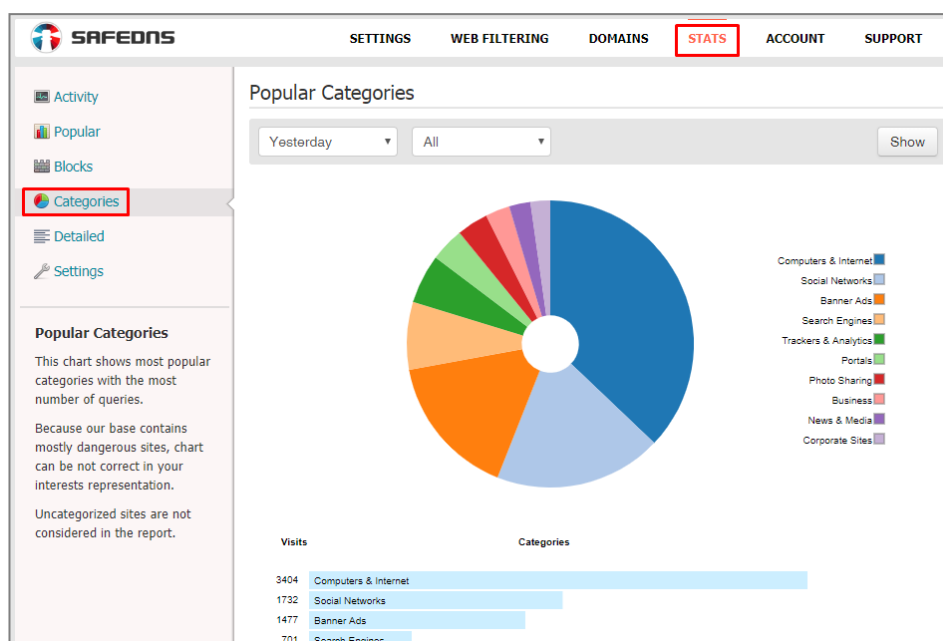 SAFEDNS
SETTINGS WEB FILTERING DOMAINS STATS ACCOUNT SUPPORT
Activity
Popular
Blocks
Categories
Detailed
Settings
Popular Categories
This chart shows most popular
categories with the most
number of queries.
Because our base contains
mostly dangerous sites, chart
can be not correct in your
interests representation.
Uncategorized sites are not
considered in the report.
Popular Categories
Yesterday All Show
Computers & Internet
Social Networks
Banner Ads
Search Engines
Trackers & Analytics
Portals
Photo Sharing
Business
News & Media
Corporate Sites
Visits Categories
3404 Computers & Internet
1732 Social Networks
1477 Banner Ads
701 Search Engines